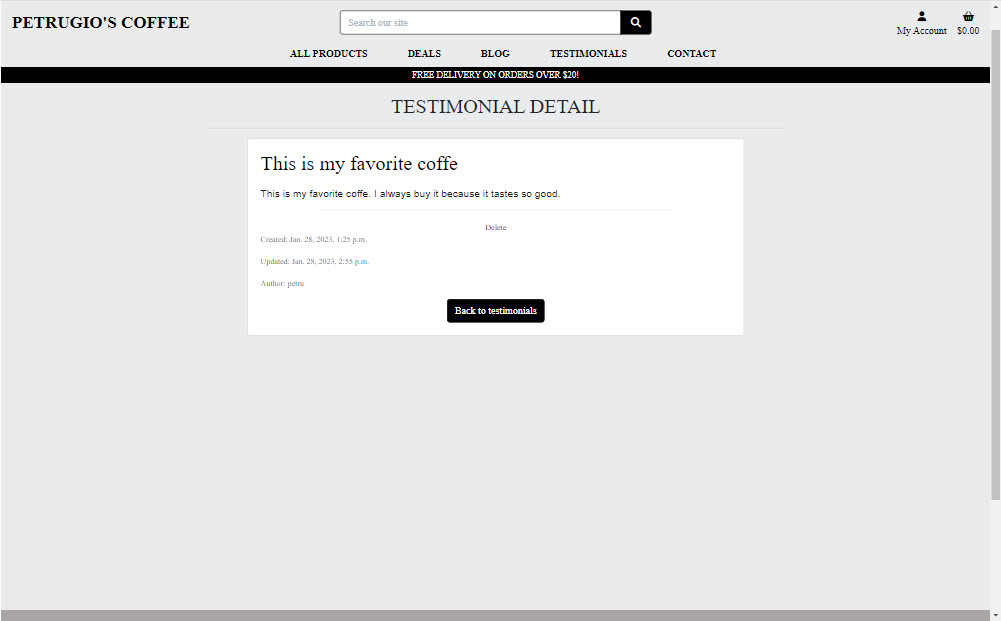 PETRUGIO'S COFFEE
Search our site
My Account
$0.00
ALL PRODUCTS DEALS BLOG TESTIMONIALS CONTACT
FREE DELIVERY ON ORDERS OVER $20!
TESTIMONIAL DETAIL
This is my favorite coffe
This is my favorite coffe. I always buy it because it tastes so good.
Delete
Created: Jan. 28, 2023, 1:25 p.m.
Updated: Jan. 28, 2023, 2:55 p.m.
Author: petru
Back to testimonials